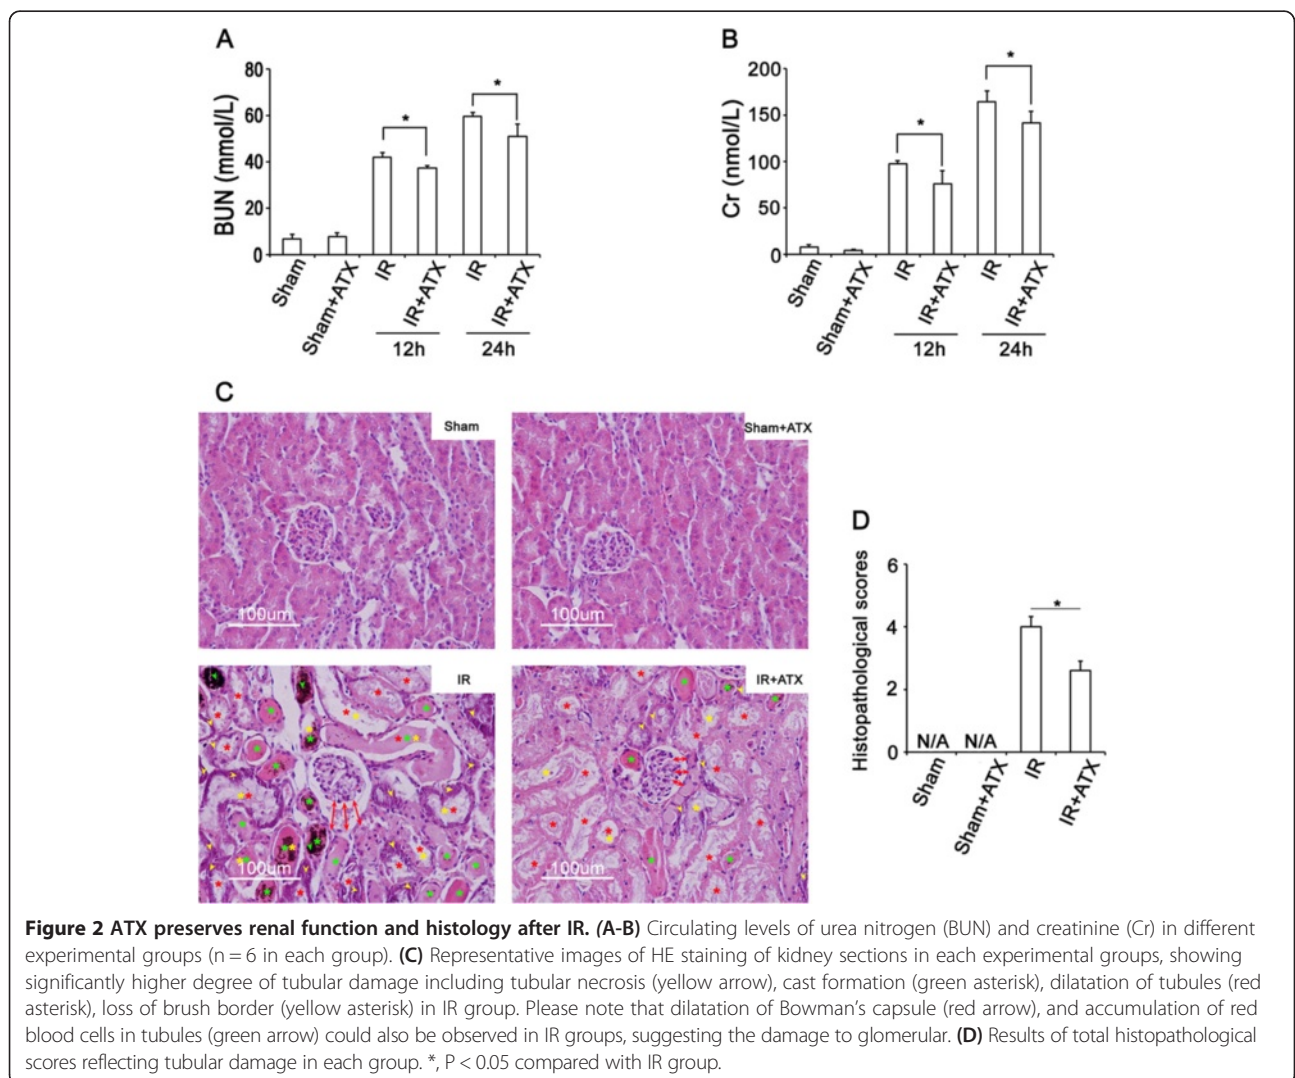 A
BUN (mmol/L)
80
60
40
20
0
*
*
Sham
Sham+ATX
IR
IR+ATX
IR
IR+ATX
12h
24h
B
Cr (nmol/L)
200
150
100
50
0
*
*
Sham
Sham+ATX
IR
IR+ATX
IR
IR+ATX
12h
24h
C
Sham
100um
Sham+ATX
100um
IR
100um
IR+ATX
100um
D
Histopathological scores
6
4
2
0
*
N/A
N/A
Sham
Sham+ATX
IR
IR+ATX
Figure 2 ATX preserves renal function and histology after IR. (A-B) Circulating levels of urea nitrogen (BUN) and creatinine (Cr) in different
experimental groups (n = 6 in each group). (C) Representative images of HE staining of kidney sections in each experimental groups, showing
significantly higher degree of tubular damage including tubular necrosis (yellow arrow), cast formation (green asterisk), dilatation of tubules (red
asterisk), loss of brush border (yellow asterisk) in IR group. Please note that dilatation of Bowman's capsule (red arrow), and accumulation of red
blood cells in tubules (green arrow) could also be observed in IR groups, suggesting the damage to glomerular. (D) Results of total histopathological
scores reflecting tubular damage in each group. *, P < 0.05 compared with IR group.